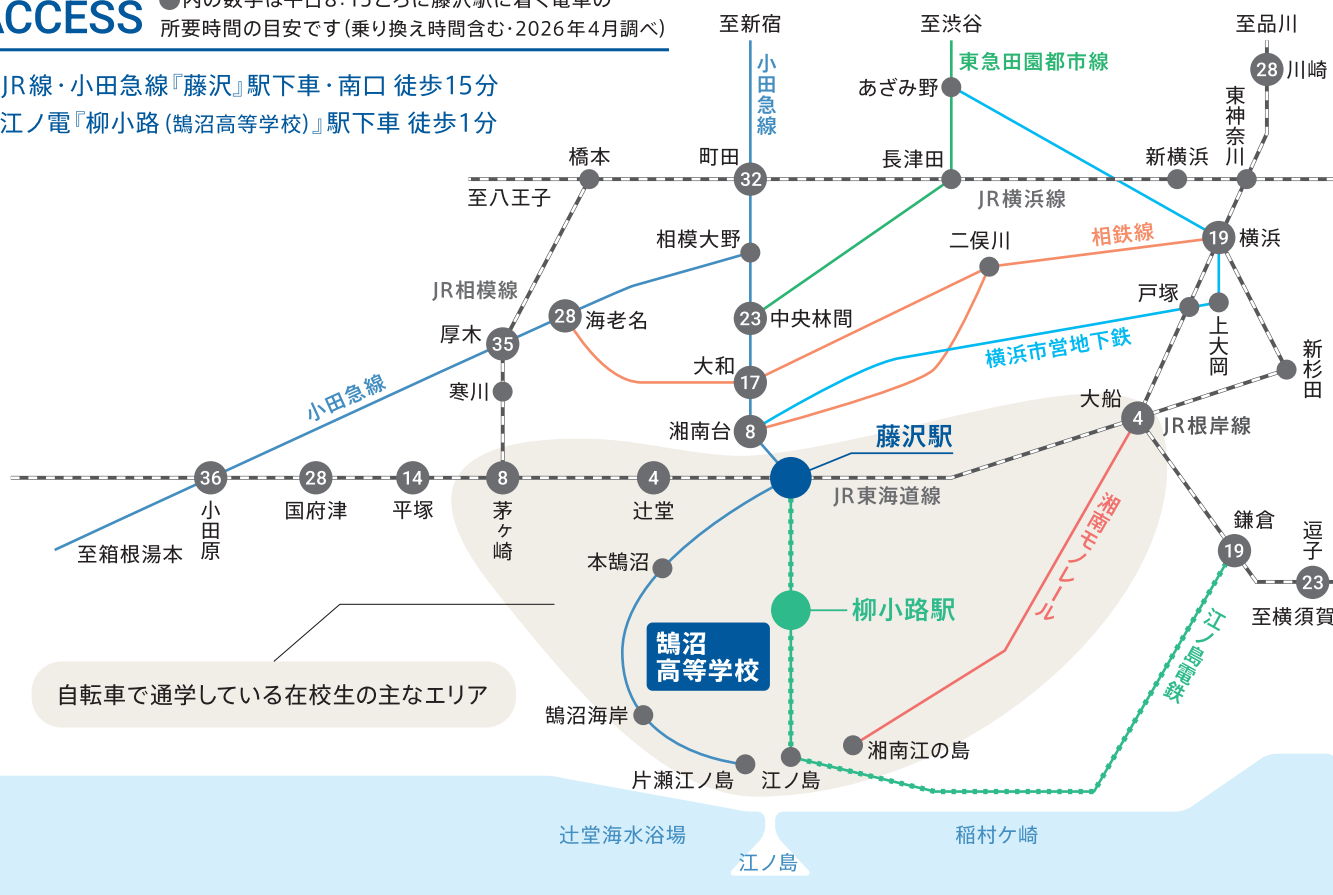 ACCESS
●内の数字は平日8:15ごろに藤沢駅に着く電車の
所要時間の目安です(乗り換え時間含む・2026年4月調べ)
JR線・小田急線『藤沢』駅下車・南口 徒歩15分
江ノ電『柳小路(鵠沼高等学校)』駅下車 徒歩1分
至新宿
至渋谷
至品川
小田急線
東急田園都市線
あざみ野
28
川崎
東神奈川
橋本
町田
32
長津田
新横浜
至八王子
JR横浜線
相模大野
二俣川
相鉄線
19
横浜
JR相模線
戸塚
28
海老名
23
中央林間
上大岡
厚木
35
横浜市営地下鉄
新杉田
大和
17
寒川
小田急線
大船
4
JR根岸線
湘南台
8
藤沢駅
36
小田原
28
国府津
14
平塚
8
茅ヶ崎
4
辻堂
JR東海道線
至箱根湯本
湘南モノレール
鎌倉
19
逗子
23
至横須賀
本鵠沼
柳小路駅
江ノ島電鉄
鵠沼
高等学校
自転車で通学している在校生の主なエリア
鵠沼海岸
湘南江の島
片瀬江ノ島
江ノ島
辻堂海水浴場
稲村ケ崎
江ノ島